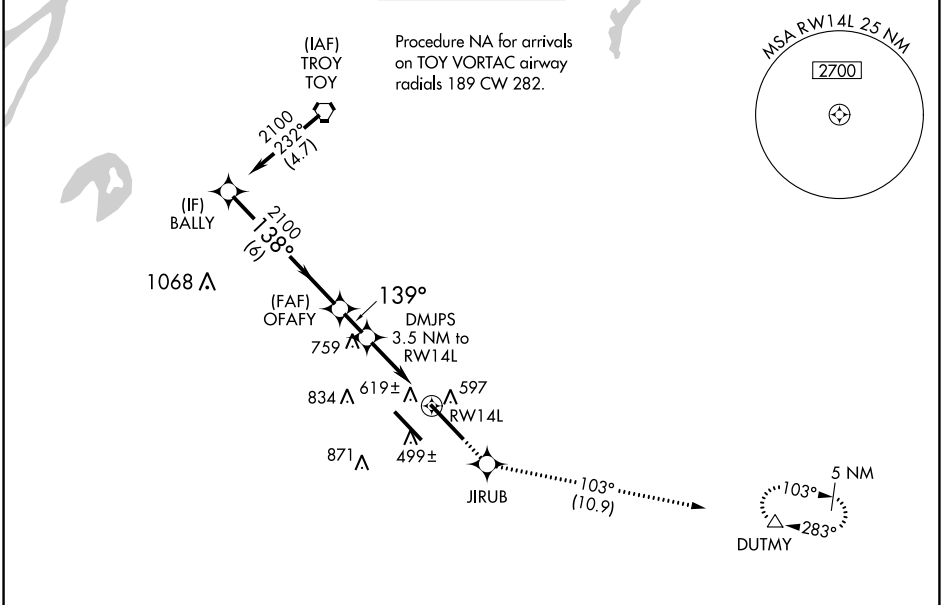 (IAF)
TROY
TOY
Procedure NA for arrivals
on TOY VORTAC airway
radials 189 CW 282.
MSA RW14L 25 NM
2700
2100
232°
(4.7)
(IF)
BALLY
2100
138°
(6)
1068
(FAF)
OFAFY
139°
DMJPS
3.5 NM to
RW14L
759
834
619±
597
RW14L
871
499±
JIRUB
103°
(10.9)
5 NM
103°
283°
DUTMY